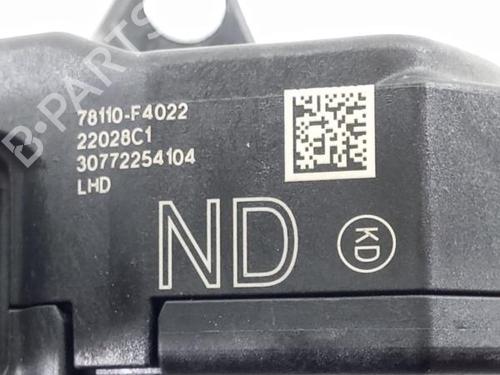 B-PARTS
78110-F4022
22028C1
30772254104
LHD
ND
KD